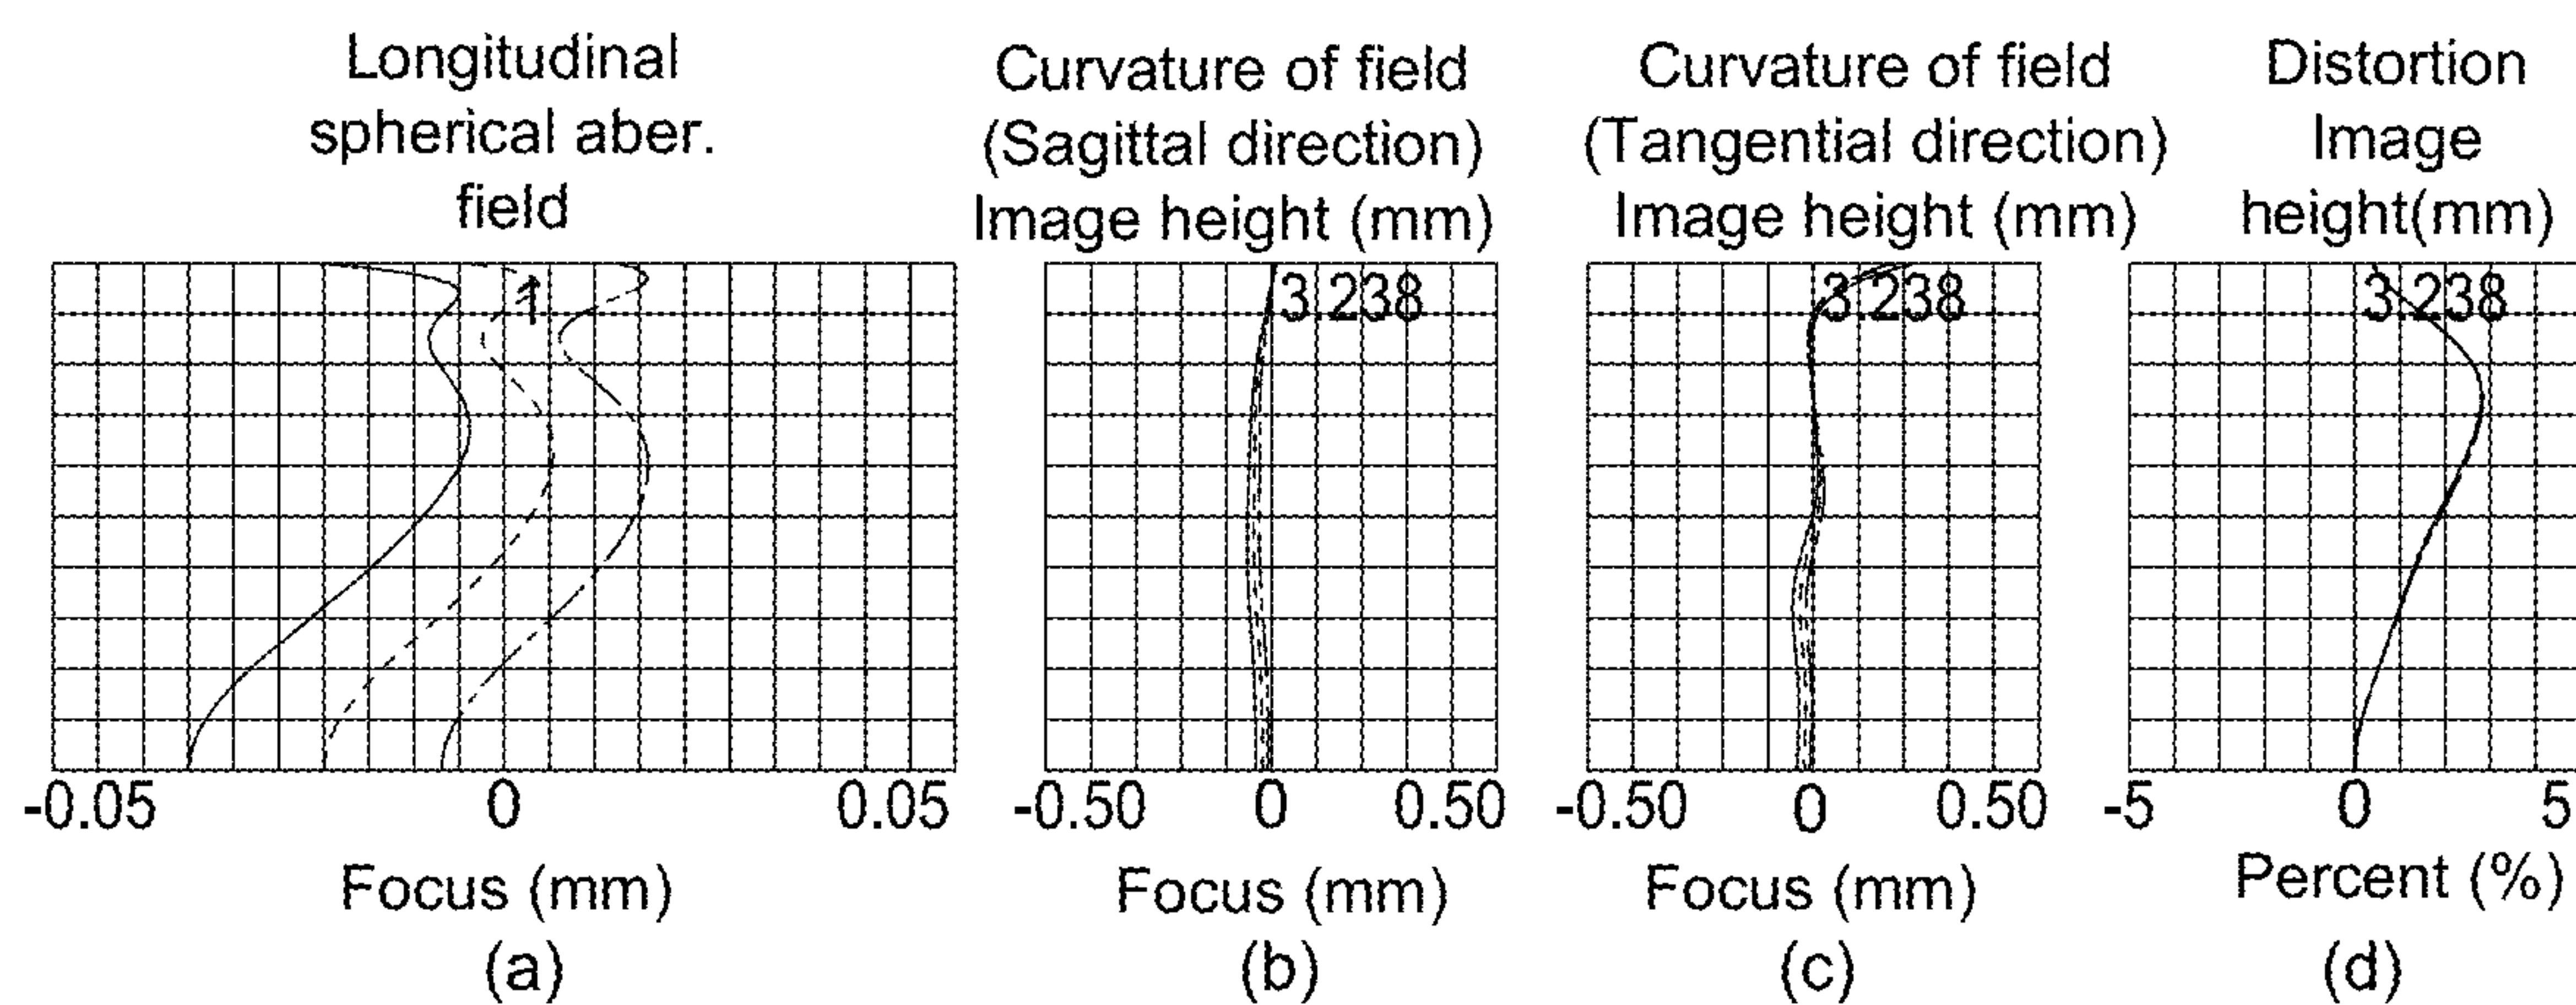 Longitudinal
spherical aber.
field
1
-0.05 0 0.05
Focus (mm)
(a)
Curvature of field
(Sagittal direction)
Image height (mm)
3.238
-0.50 0 0.50
Focus (mm)
(b)
Curvature of field
(Tangential direction)
Image height (mm)
3.238
-0.50 0 0.50
Focus (mm)
(c)
Distortion
Image
height(mm)
3.238
-5 0 5
Percent (%)
(d)